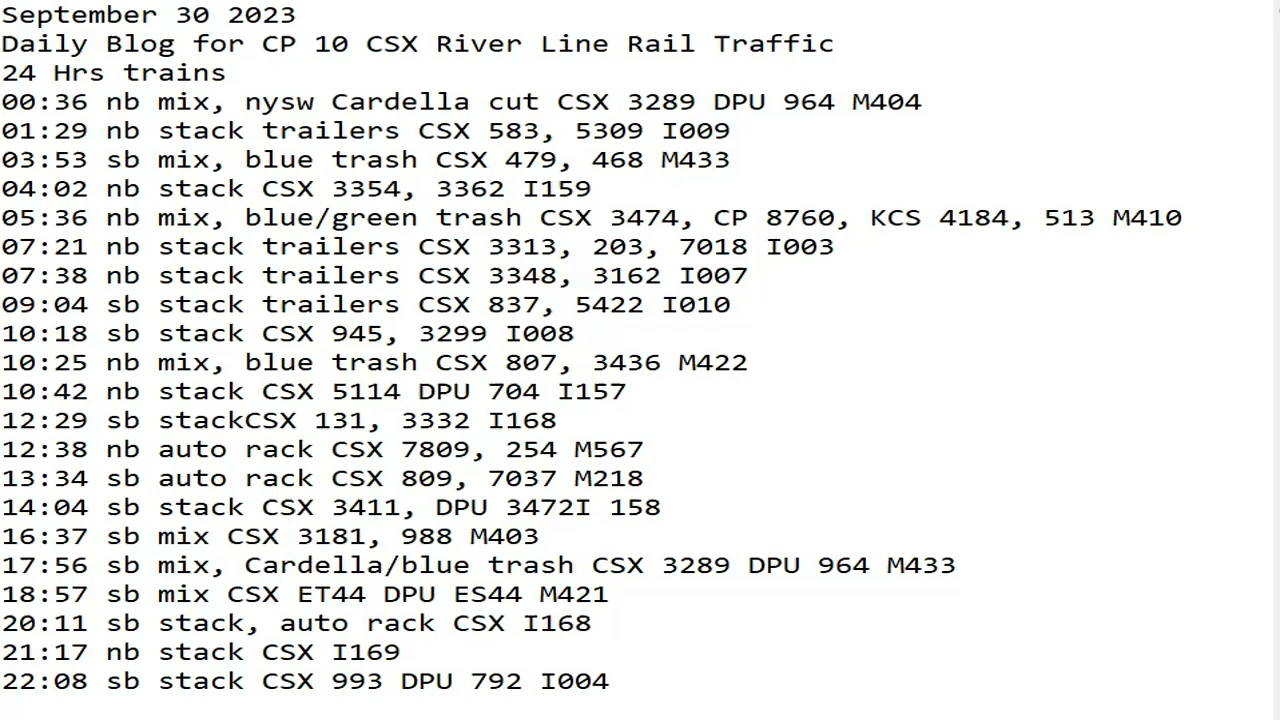 September 30 2023
Daily Blog for CP 10 CSX River Line Rail Traffic
24 Hrs trains
00:36 nb mix, nysw Cardella cut CSX 3289 DPU 964 M404
01:29 nb stack trailers CSX 583, 5309 I009
03:53 sb mix, blue trash CSX 479, 468 M433
04:02 nb stack CSX 3354, 3362 I159
05:36 nb mix, blue/green trash CSX 3474, CP 8760, KCS 4184, 513 M410
07:21 nb stack trailers CSX 3313, 203, 7018 I003
07:38 nb stack trailers CSX 3348, 3162 I007
09:04 sb stack trailers CSX 837, 5422 I010
10:18 sb stack CSX 945, 3299 I008
10:25 nb mix, blue trash CSX 807, 3436 M422
10:42 nb stack CSX 5114 DPU 704 I157
12:29 sb stackCSX 131, 3332 I168
12:38 nb auto rack CSX 7809, 254 M567
13:34 sb auto rack CSX 809, 7037 M218
14:04 sb stack CSX 3411, DPU 3472I 158
16:37 sb mix CSX 3181, 988 M403
17:56 sb mix, Cardella/blue trash CSX 3289 DPU 964 M433
18:57 sb mix CSX ET44 DPU ES44 M421
20:11 sb stack, auto rack CSX I168
21:17 nb stack CSX I169
22:08 sb stack CSX 993 DPU 792 I004